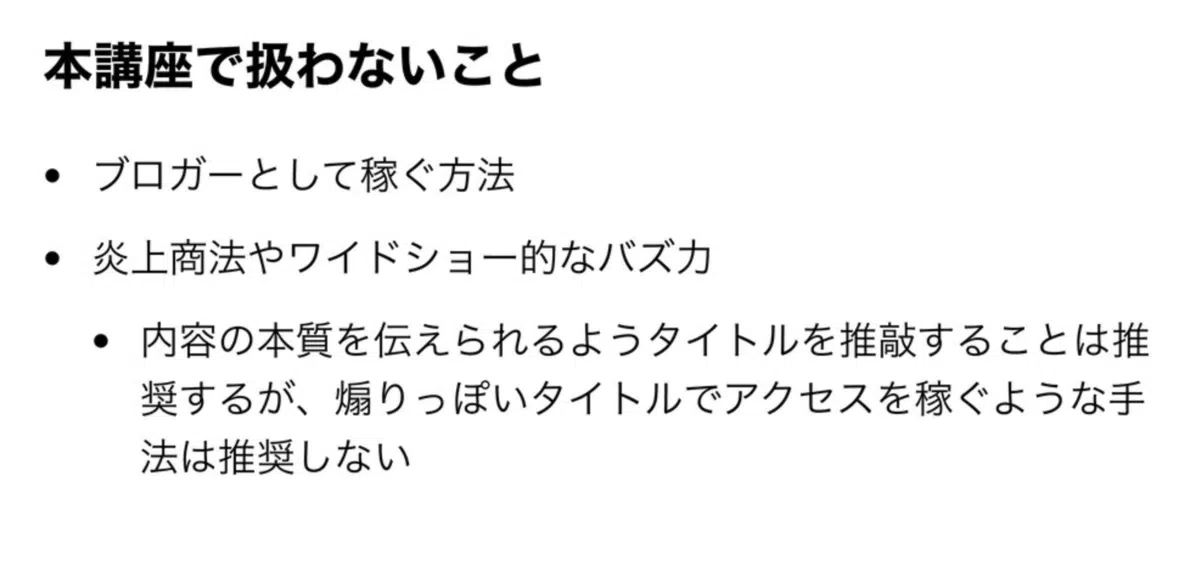 本講座で扱わないこと
• ブロガーとして稼ぐ方法
• 炎上商法やワイドショー的なバズ力
• 内容の本質を伝えられるようタイトルを推敲することは推
奨するが、煽りっぽいタイトルでアクセスを稼ぐような手
法は推奨しない